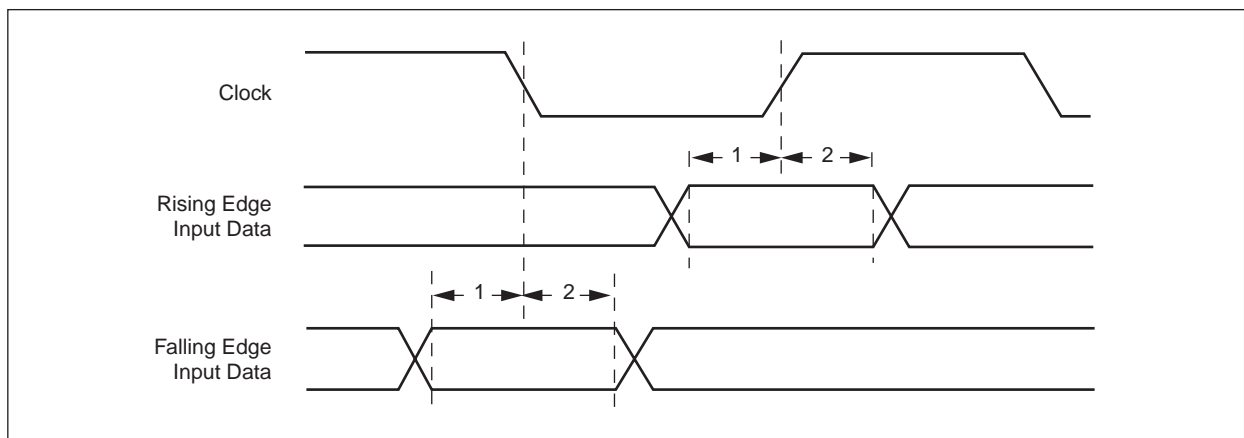 Clock
1
2
Rising Edge
Input Data
1
2
Falling Edge
Input Data